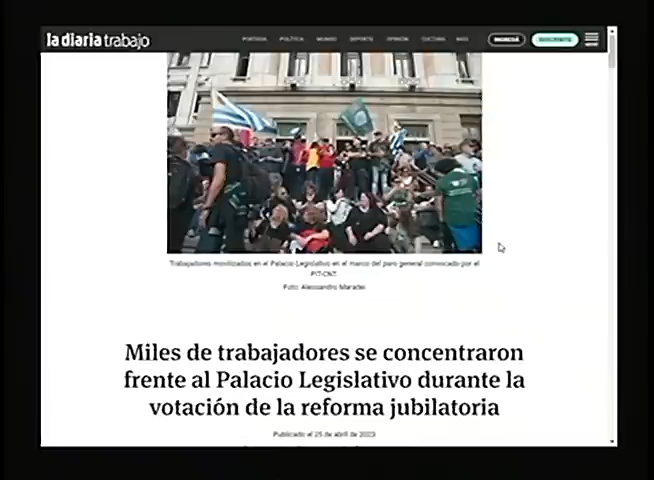 la diaria trabajo
PORTADA POLÍTICA MUNDO DEPORTE OPINIÓN CULTURA MÁS INGRESÁ SUSCRIBITE
Trabajadores movilizados en el Palacio Legislativo en el marco del paro general convocado por el
PIT-CNT.
Foto: Alessandro Maradei
Miles de trabajadores se concentraron
frente al Palacio Legislativo durante la
votación de la reforma jubilatoria
Publicado el 25 de abril de 2023